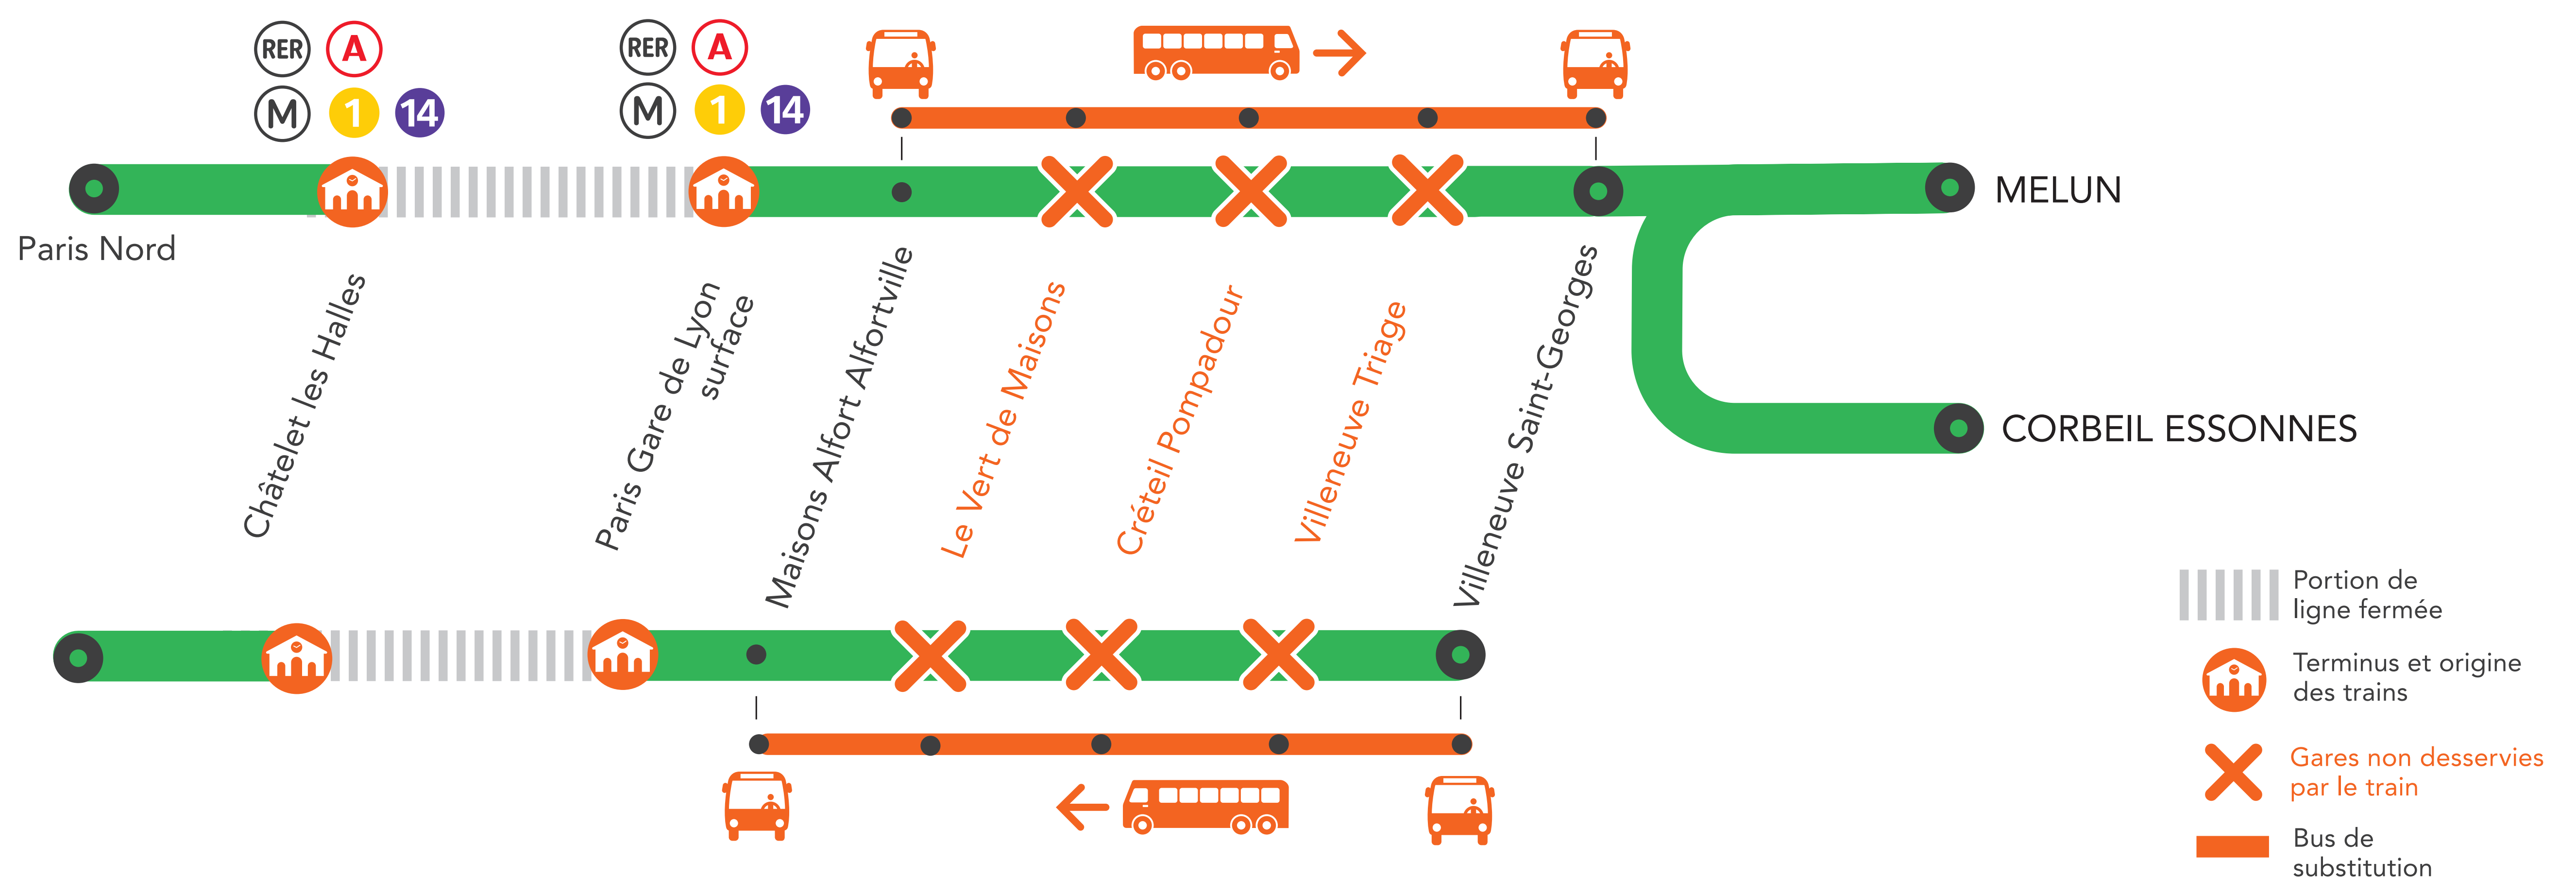 RER A
M 1 14
RER A
M 1 14
MELUN
Paris Nord
Châtelet les Halles
Paris Gare de Lyon
surface
Maisons Alfort Alfortville
Le Vert de Maisons
Créteil Pompadour
Villeneuve Triage
Villeneuve Saint-Georges
CORBEIL ESSONNES
Portion de
ligne fermée
Terminus et origine
des trains
Gares non desservies
par le train
Bus de
substitution